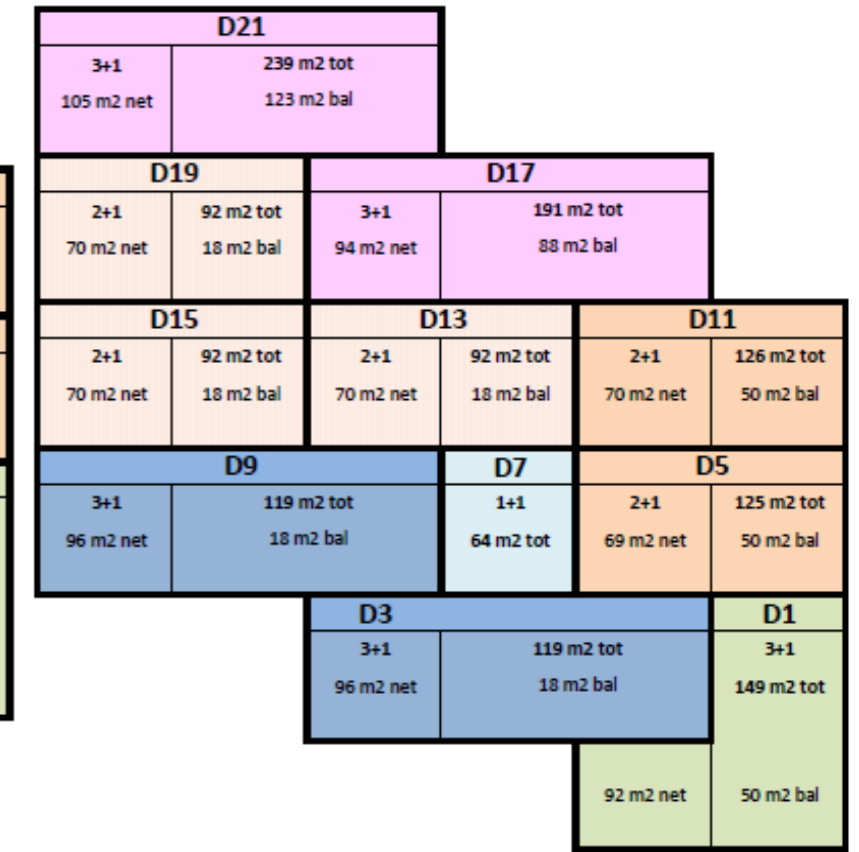 D21
3+1 239 m2 tot
105 m2 net 123 m2 bal
D19 D17
2+1 92 m2 tot 3+1 191 m2 tot
70 m2 net 18 m2 bal 94 m2 net 88 m2 bal
D15 D13 D11
2+1 92 m2 tot 2+1 92 m2 tot 2+1 126 m2 tot
70 m2 net 18 m2 bal 70 m2 net 18 m2 bal 70 m2 net 50 m2 bal
D9 D7 D5
3+1 119 m2 tot 1+1 2+1 125 m2 tot
96 m2 net 18 m2 bal 64 m2 tot 69 m2 net 50 m2 bal
D3 D1
3+1 119 m2 tot 3+1
96 m2 net 18 m2 bal 149 m2 tot
92 m2 net 50 m2 bal